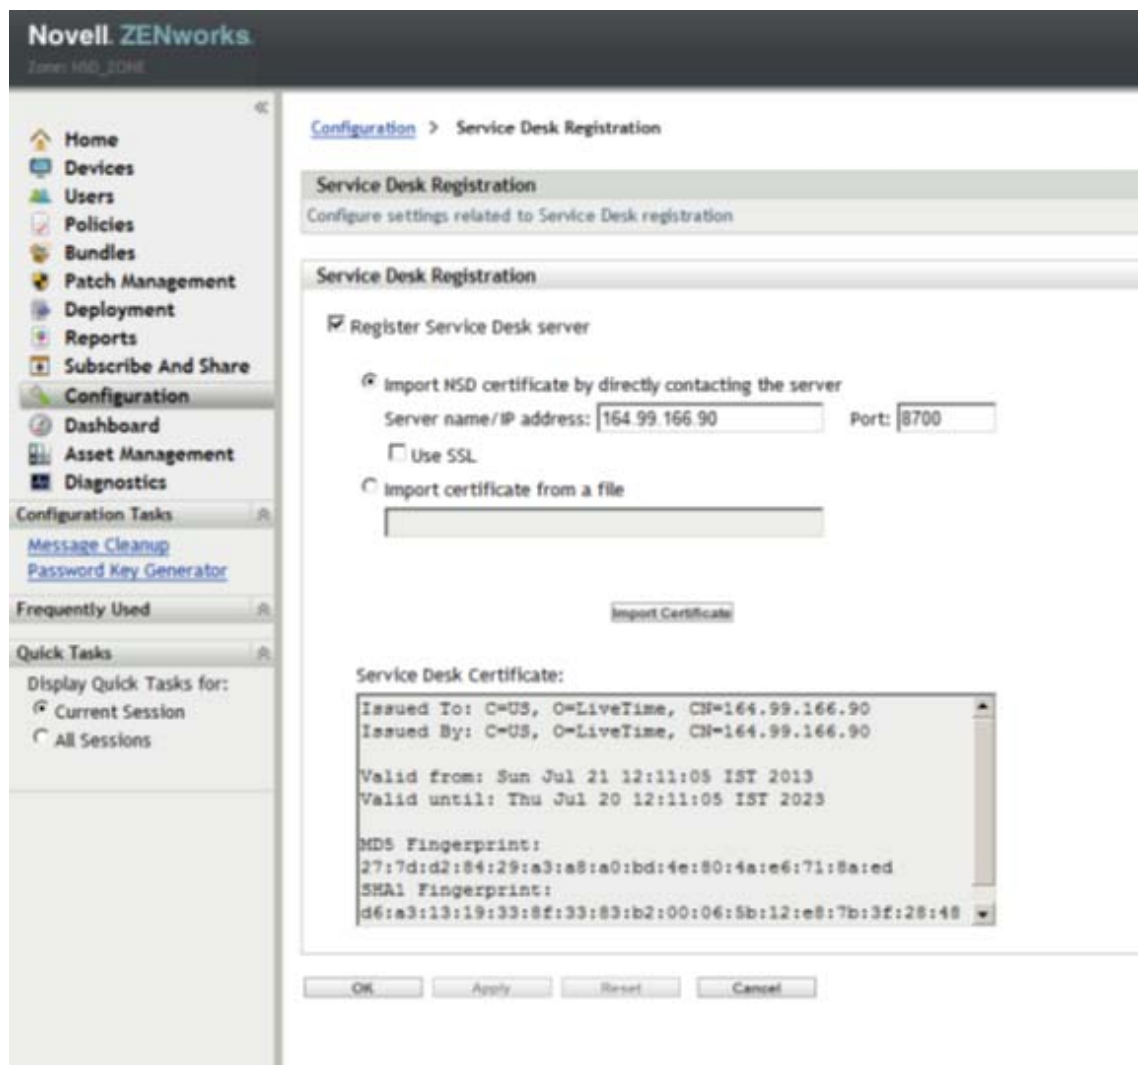 Novell ZENworks.
Zone: NSD_ZONE
Home
Devices
Users
Policies
Bundles
Patch Management
Deployment
Reports
Subscribe And Share
Configuration
Dashboard
Asset Management
Diagnostics
Configuration Tasks
Message Cleanup
Password Key Generator
Frequently Used
Quick Tasks
Display Quick Tasks for:
Current Session
All Sessions
Configuration > Service Desk Registration
Service Desk Registration
Configure settings related to Service Desk registration
Service Desk Registration
Register Service Desk server
Import NSD certificate by directly contacting the server
Server name/IP address: 164.99.166.90 Port: 8700
Use SSL
Import certificate from a file
Import Certificate
Service Desk Certificate:
Issued To: C=US, O=LiveTime, CN=164.99.166.90
Issued By: C=US, O=LiveTime, CN=164.99.166.90
Valid from: Sun Jul 21 12:11:05 IST 2013
Valid until: Thu Jul 20 12:11:05 IST 2023
MD5 Fingerprint:
27:7d:d2:84:29:a3:a8:a0:bd:4e:80:4a:e6:71:8a:ed
SHA1 Fingerprint:
d6:a3:13:19:33:8f:33:83:b2:00:06:5b:12:e8:7b:3f:28:48
OK Apply Reset Cancel